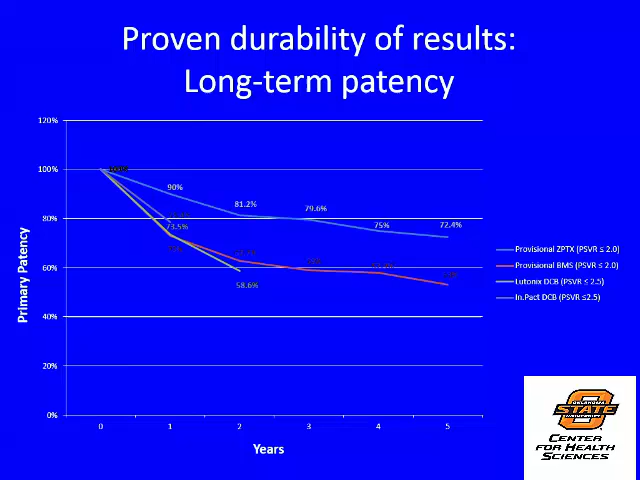 Proven durability of results:
Long-term patency
120%
100%
80%
60%
40%
20%
0%
Primary Patency
90%
81.2%
79.6%
75%
72.4%
73.5%
58.6%
0 1 2 3 4 5
Years
Provisional ZPTX (PSVR ≤ 2.0)
Provisional BMS (PSVR ≤ 2.0)
Lutonix DCB (PSVR ≤ 2.5)
In.Pact DCB (PSVR ≤2.5)
OKLAHOMA
STATE
UNIVERSITY
CENTER
FOR HEALTH
SCIENCES